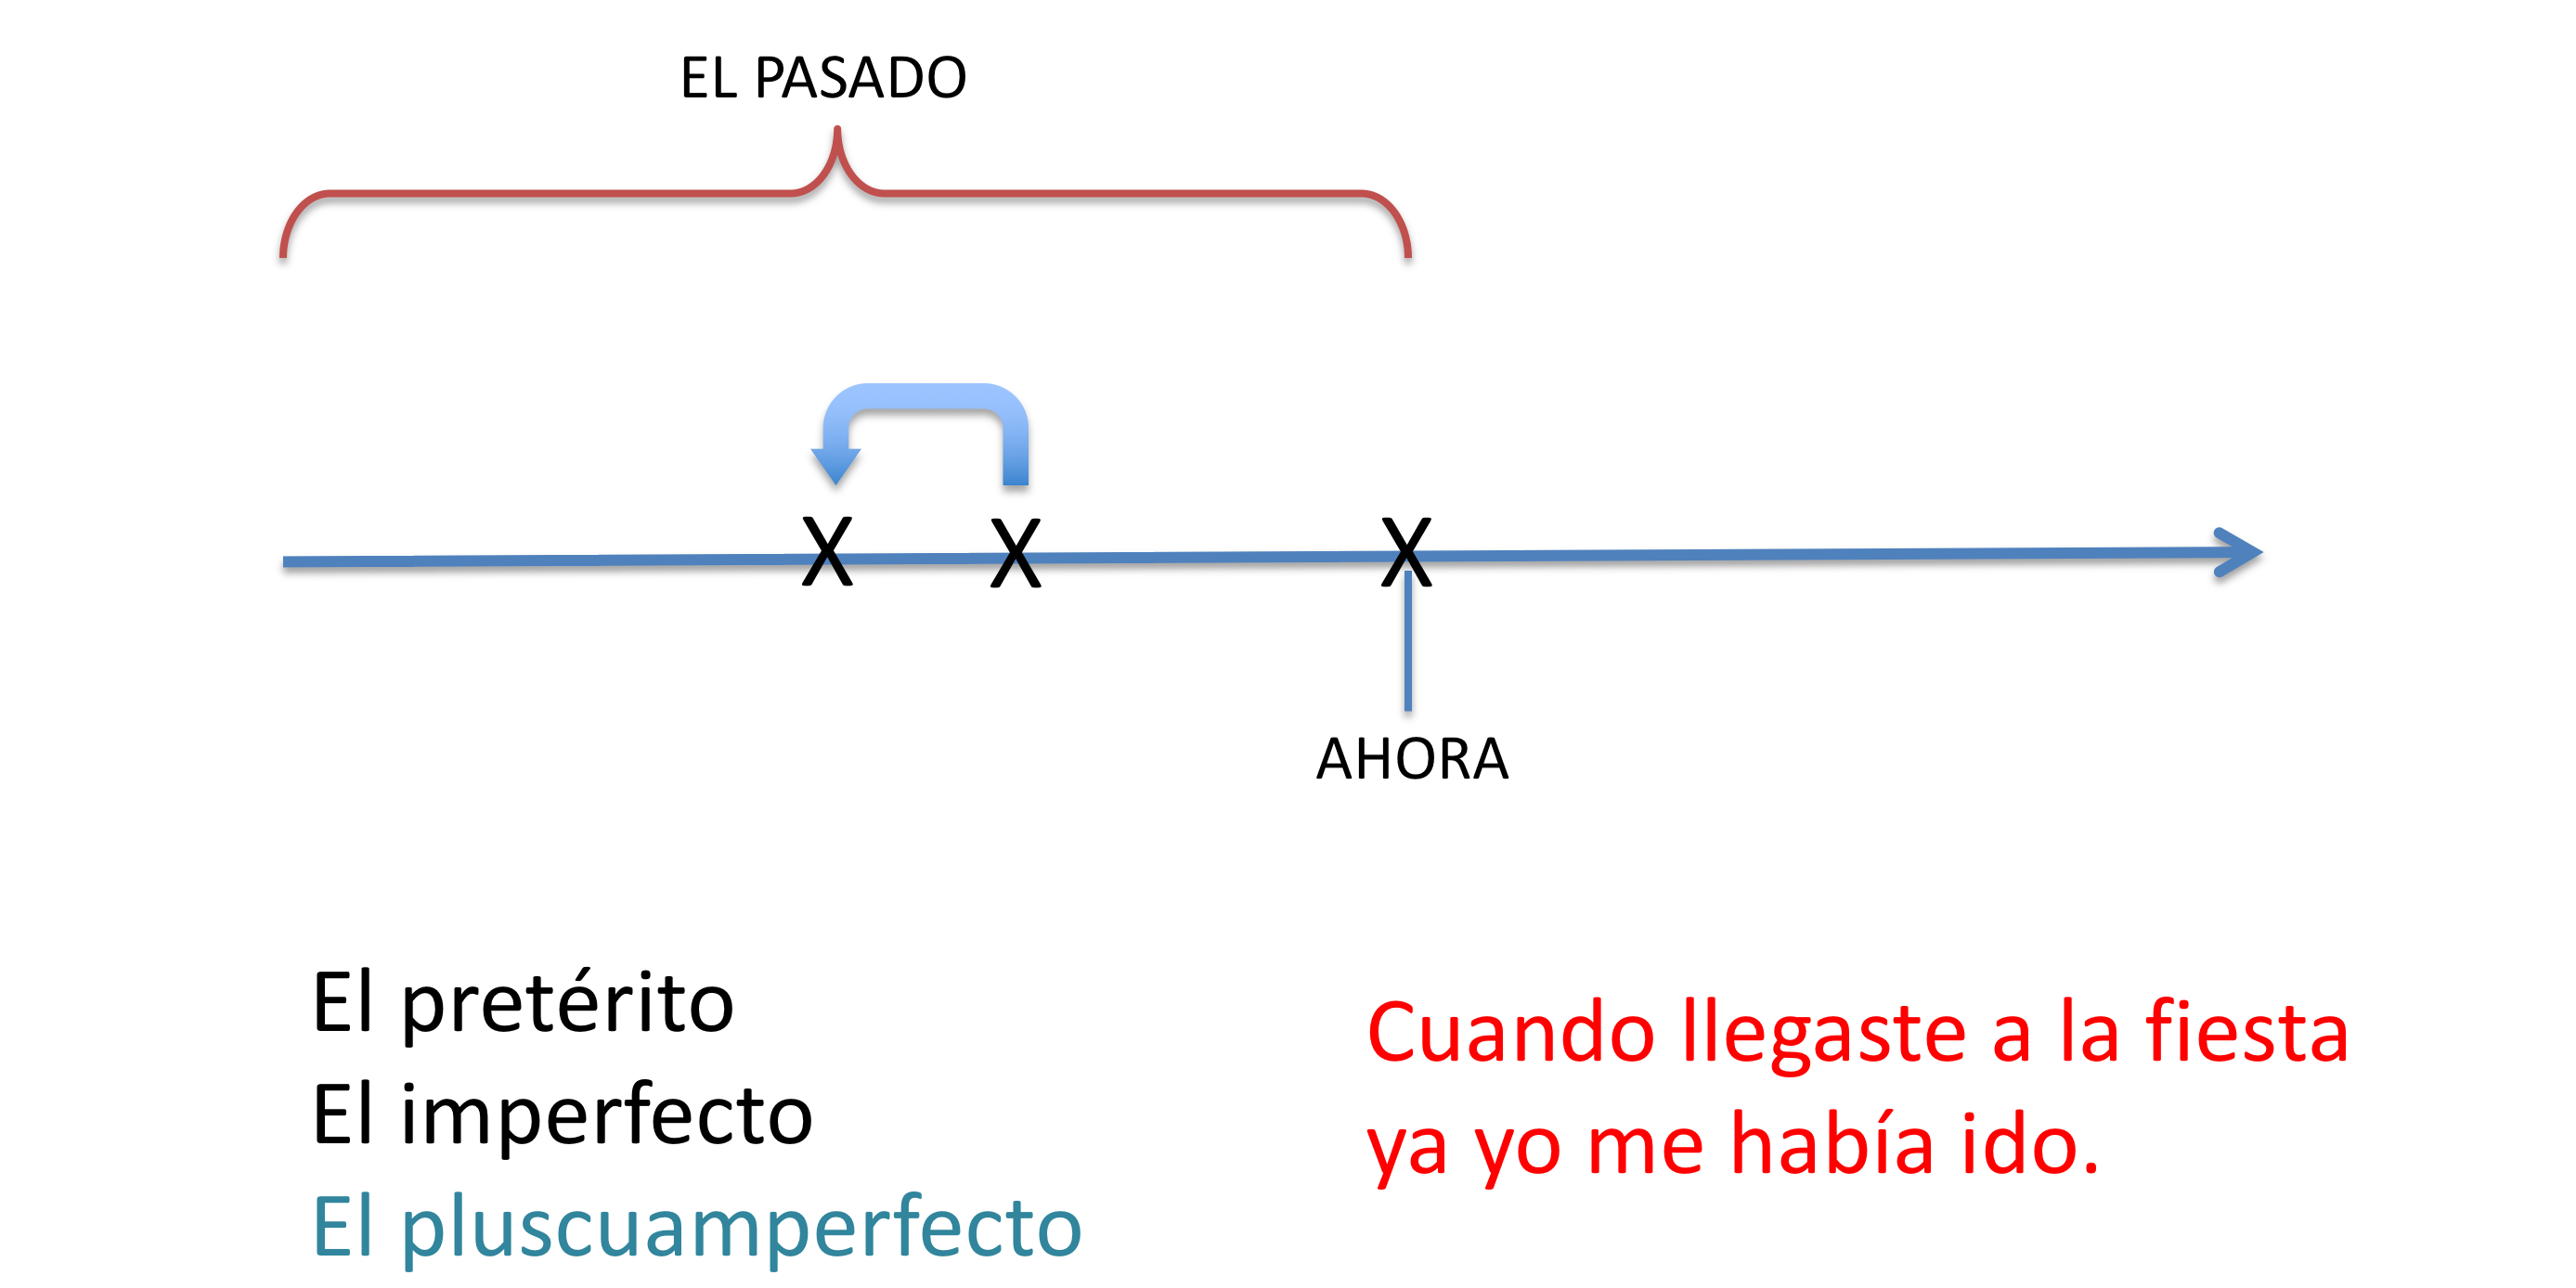 EL PASADO
X X X
AHORA
El pretérito
El imperfecto
El pluscuamperfecto
Cuando llegaste a la fiesta
ya yo me había ido.